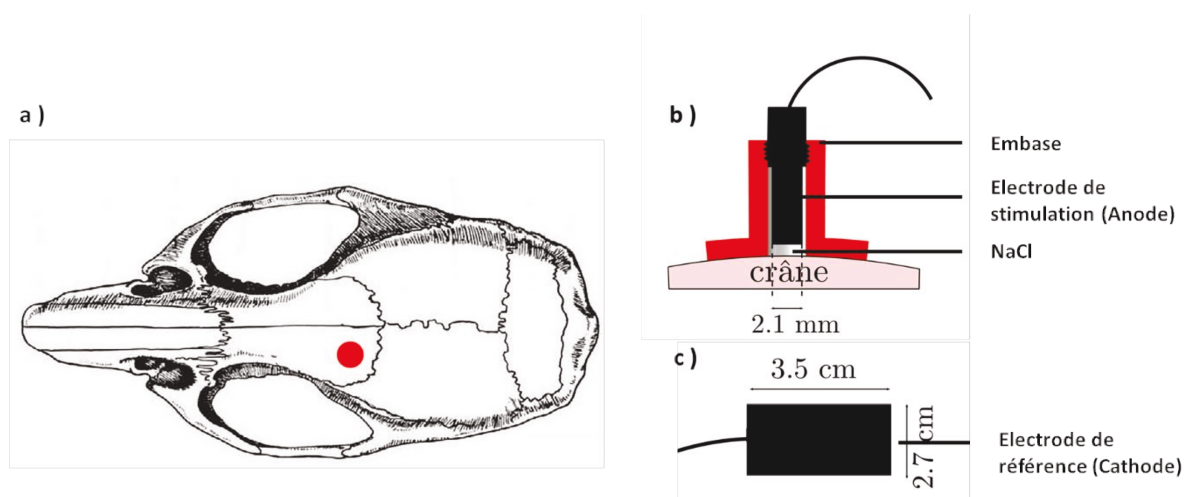 a )
b )
Embase
Electrode de
stimulation (Anode)
NaCl
crâne
2.1 mm
c )
3.5 cm
2.7 cm
Electrode de
référence (Cathode)